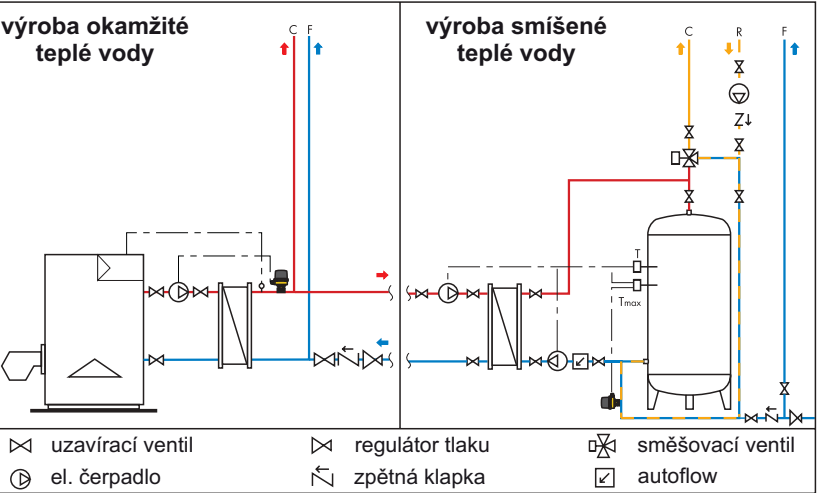 výroba okamžité
teplé vody
C F
výroba smíšené
teplé vody
C R F
T
Tmax
uzavírací ventil
regulátor tlaku
směšovací ventil
el. čerpadlo
zpětná klapka
autoflow